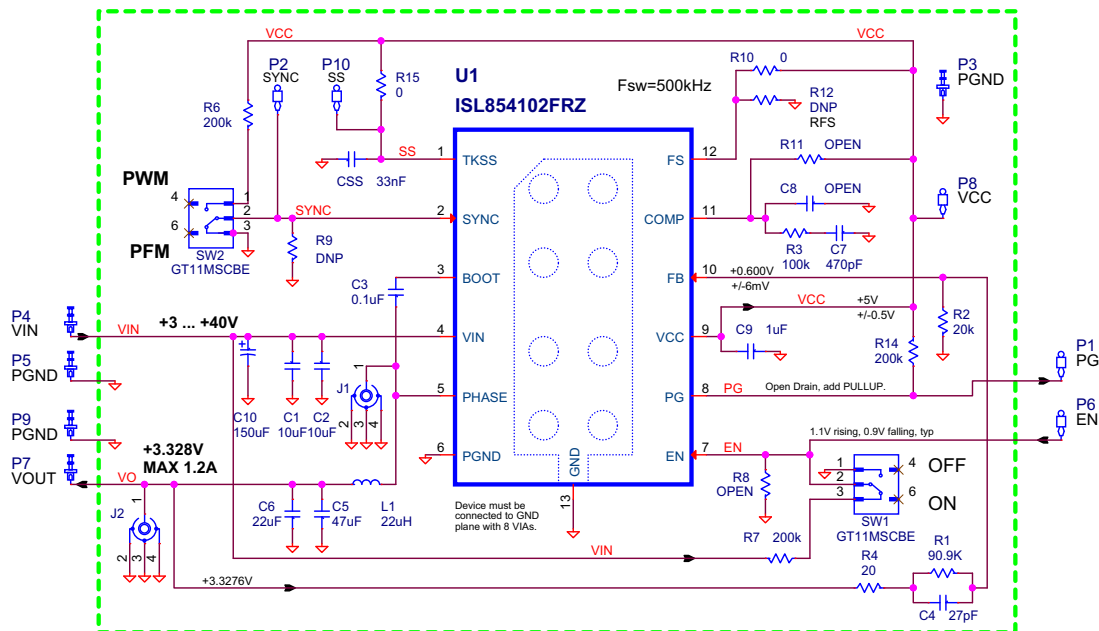 VCC
VCC
P2
SYNC
P10
SS
R15
0
R6
200k
U1
ISL854102FRZ
Fsw=500kHz
R10 0
R12
DNP
RFS
P3
PGND
SS
CSS 33nF
1 TKSS
FS 12
R11 OPEN
PWM
4
6
1
2
3
PFM
SW2
GT11MSCBE
SYNC
R9
DNP
2 SYNC
COMP 11
C8 OPEN
R3
100k
C7
470pF
P8
VCC
3 BOOT
FB 10
+0.600V
+/-6mV
C3
0.1uF
R2
20k
P4
VIN
VIN
+3 ... +40V
4 VIN
VCC 9
VCC
+5V
+/-0.5V
C9 1uF
R14
200k
P5
PGND
+
C10
150uF
C1
10uF
C2
10uF
J1
1
2
3
4
5 PHASE
PG 8
PG
Open Drain, add PULLUP.
P1
PG
P9
PGND
P6
EN
+3.328V
MAX 1.2A
6 PGND
GND
13
EN 7
EN
1.1V rising, 0.9V falling, typ
P7
VOUT
VO
R8
OPEN
1
2
3
4
6
OFF
ON
SW1
GT11MSCBE
J2
1
2
3
4
C6
22uF
C5
47uF
L1
22uH
Device must be
connected to GND
plane with 8 VIAs.
VIN
R7 200k
+3.3276V
R4
20
R1
90.9K
C4 27pF